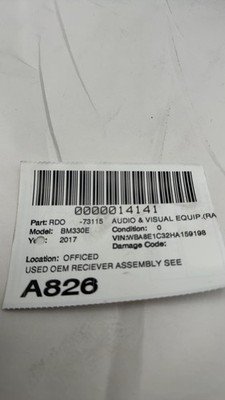 0000014141
Part: RDO -73115 AUDIO & VISUAL EQUIP.(RA
Model: BM330E Condition: 0
2017 VIN:WBA8E1C32HA159198
Damage Code:
Location: OFFICED
USED OEM RECIEVER ASSEMBLY SEE
A826